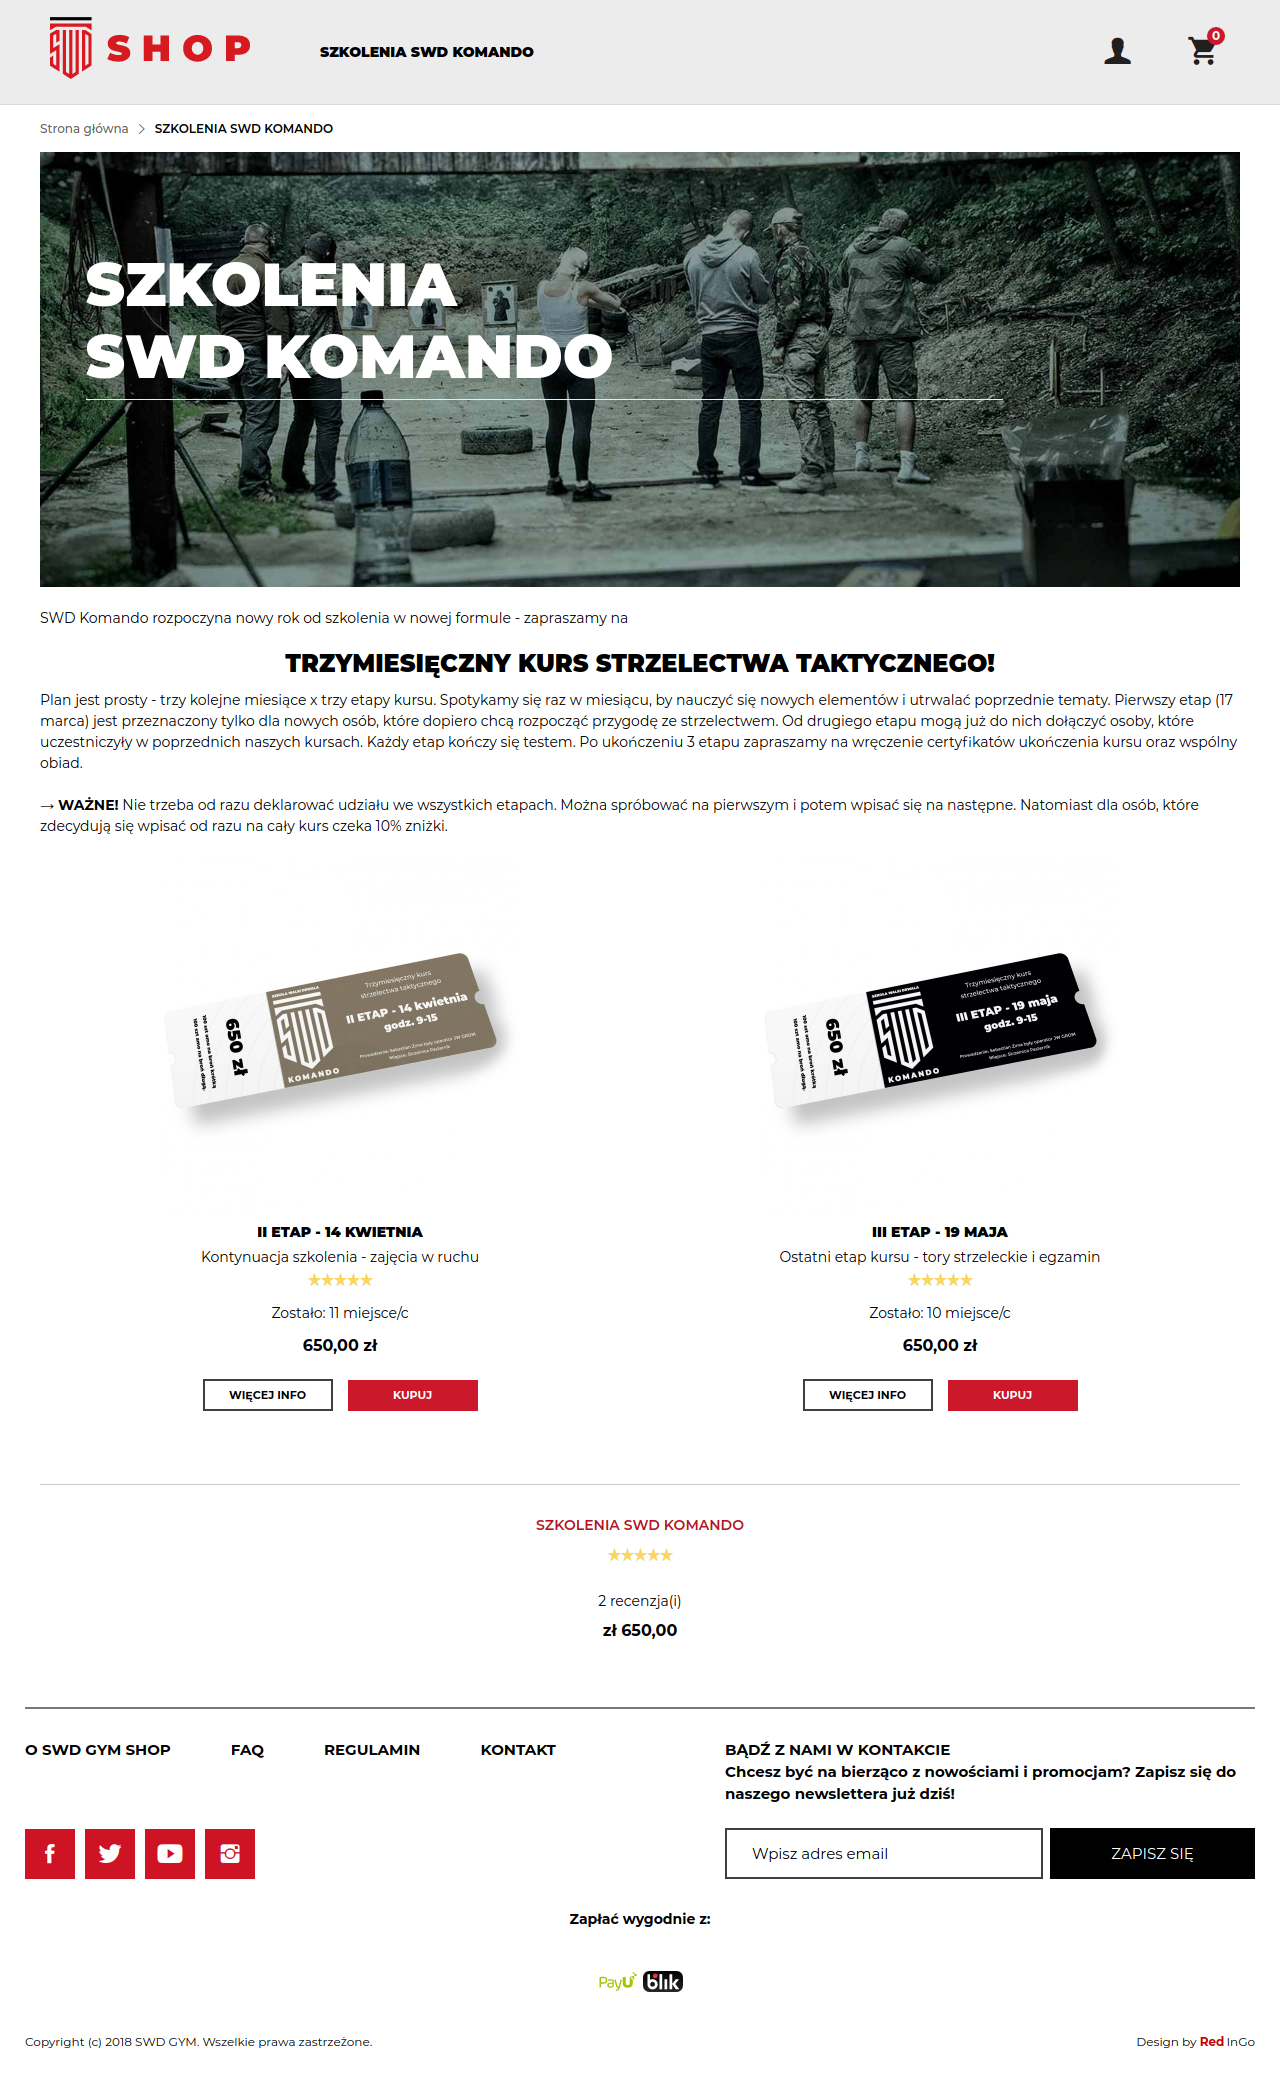 SHOP
SZKOLENIA SWD KOMANDO
0
Strona główna > SZKOLENIA SWD KOMANDO
SZKOLENIA
SWD KOMANDO
SWD Komando rozpoczyna nowy rok od szkolenia w nowej formule - zapraszamy na
TRZYMIESIĘCZNY KURS STRZELECTWA TAKTYCZNEGO!
Plan jest prosty - trzy kolejne miesiące x trzy etapy kursu. Spotykamy się raz w miesiącu, by nauczyć się nowych elementów i utrwalać poprzednie tematy. Pierwszy etap (17
marca) jest przeznaczony tylko dla nowych osób, które dopiero chcą rozpocząć przygodę ze strzelectwem. Od drugiego etapu mogą już do nich dołączyć osoby, które
uczestniczyły w poprzednich naszych kursach. Każdy etap kończy się testem. Po ukończeniu 3 etapu zapraszamy na wręczenie certyfikatów ukończenia kursu oraz wspólny
obiad.
→ WAŻNE! Nie trzeba od razu deklarować udziału we wszystkich etapach. Można spróbować na pierwszym i potem wpisać się na następne. Natomiast dla osób, które
zdecydują się wpisać od razu na cały kurs czeka 10% zniżki.
650 zł
KOMANDO
Trzymiesięczny kurs
strzelectwa taktycznego
II ETAP - 14 kwietnia
godz. 9-15
650 zł
KOMANDO
Trzymiesięczny kurs
strzelectwa taktycznego
III ETAP - 19 maja
godz. 9-15
II ETAP - 14 KWIETNIA
Kontynuacja szkolenia - zajęcia w ruchu
★★★★★
Zostało: 11 miejsce/c
650,00 zł
WIĘCEJ INFO
KUPUJ
III ETAP - 19 MAJA
Ostatni etap kursu - tory strzeleckie i egzamin
★★★★★
Zostało: 10 miejsce/c
650,00 zł
WIĘCEJ INFO
KUPUJ
SZKOLENIA SWD KOMANDO
★★★★★
2 recenzja(i)
zł 650,00
O SWD GYM SHOP
FAQ
REGULAMIN
KONTAKT
BĄDŹ Z NAMI W KONTAKCIE
Chcesz być na bierząco z nowościami i promocjam? Zapisz się do
naszego newslettera już dziś!
Wpisz adres email
ZAPISZ SIĘ
Zapłać wygodnie z:
PayU blik
Copyright (c) 2018 SWD GYM. Wszelkie prawa zastrzeżone.
Design by Red InGo